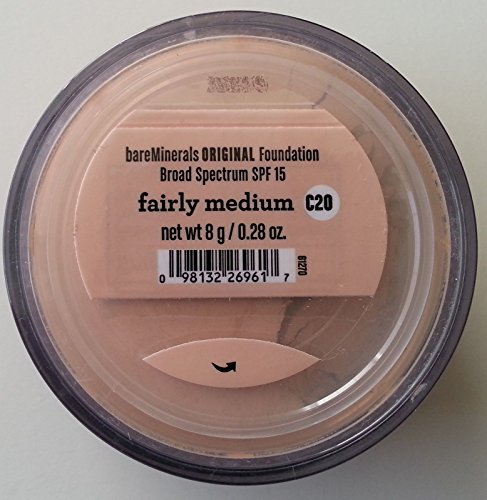 bareMinerals ORIGINAL Foundation
Broad Spectrum SPF 15
fairly medium C20
net wt 8 g / 0.28 oz.
0 98132 26961 7
61270